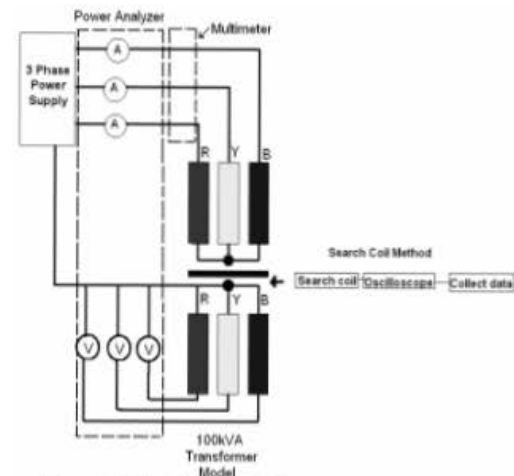 Power Analyzer
Multimeter
3 Phase
Power
Supply
A
A
A
R Y B
Search Coil Method
Search coil Oscilloscope Collect data
R Y B
V V V
100kVA
Transformer
Model